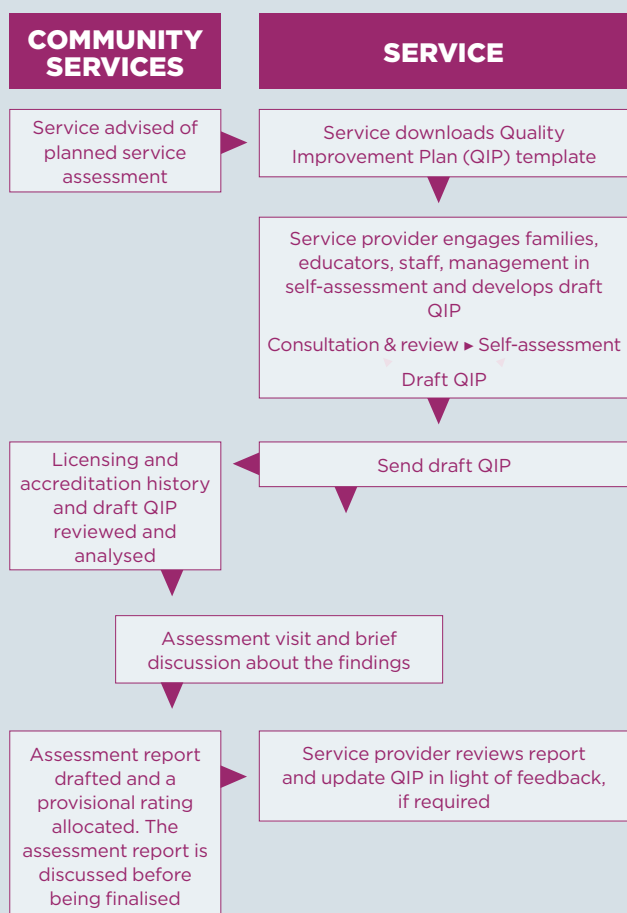 COMMUNITY
SERVICES
SERVICE
Service advised of
planned service
assessment
Service downloads Quality
Improvement Plan (QIP) template
Service provider engages families,
educators, staff, management in
self-assessment and develops draft
QIP
Consultation & review ▸ Self-assessment
Draft QIP
Send draft QIP
Licensing and
accreditation history
and draft QIP
reviewed and
analysed
Assessment visit and brief
discussion about the findings
Assessment report
drafted and a
provisional rating
allocated. The
assessment report is
discussed before
being finalised
Service provider reviews report
and update QIP in light of feedback,
if required